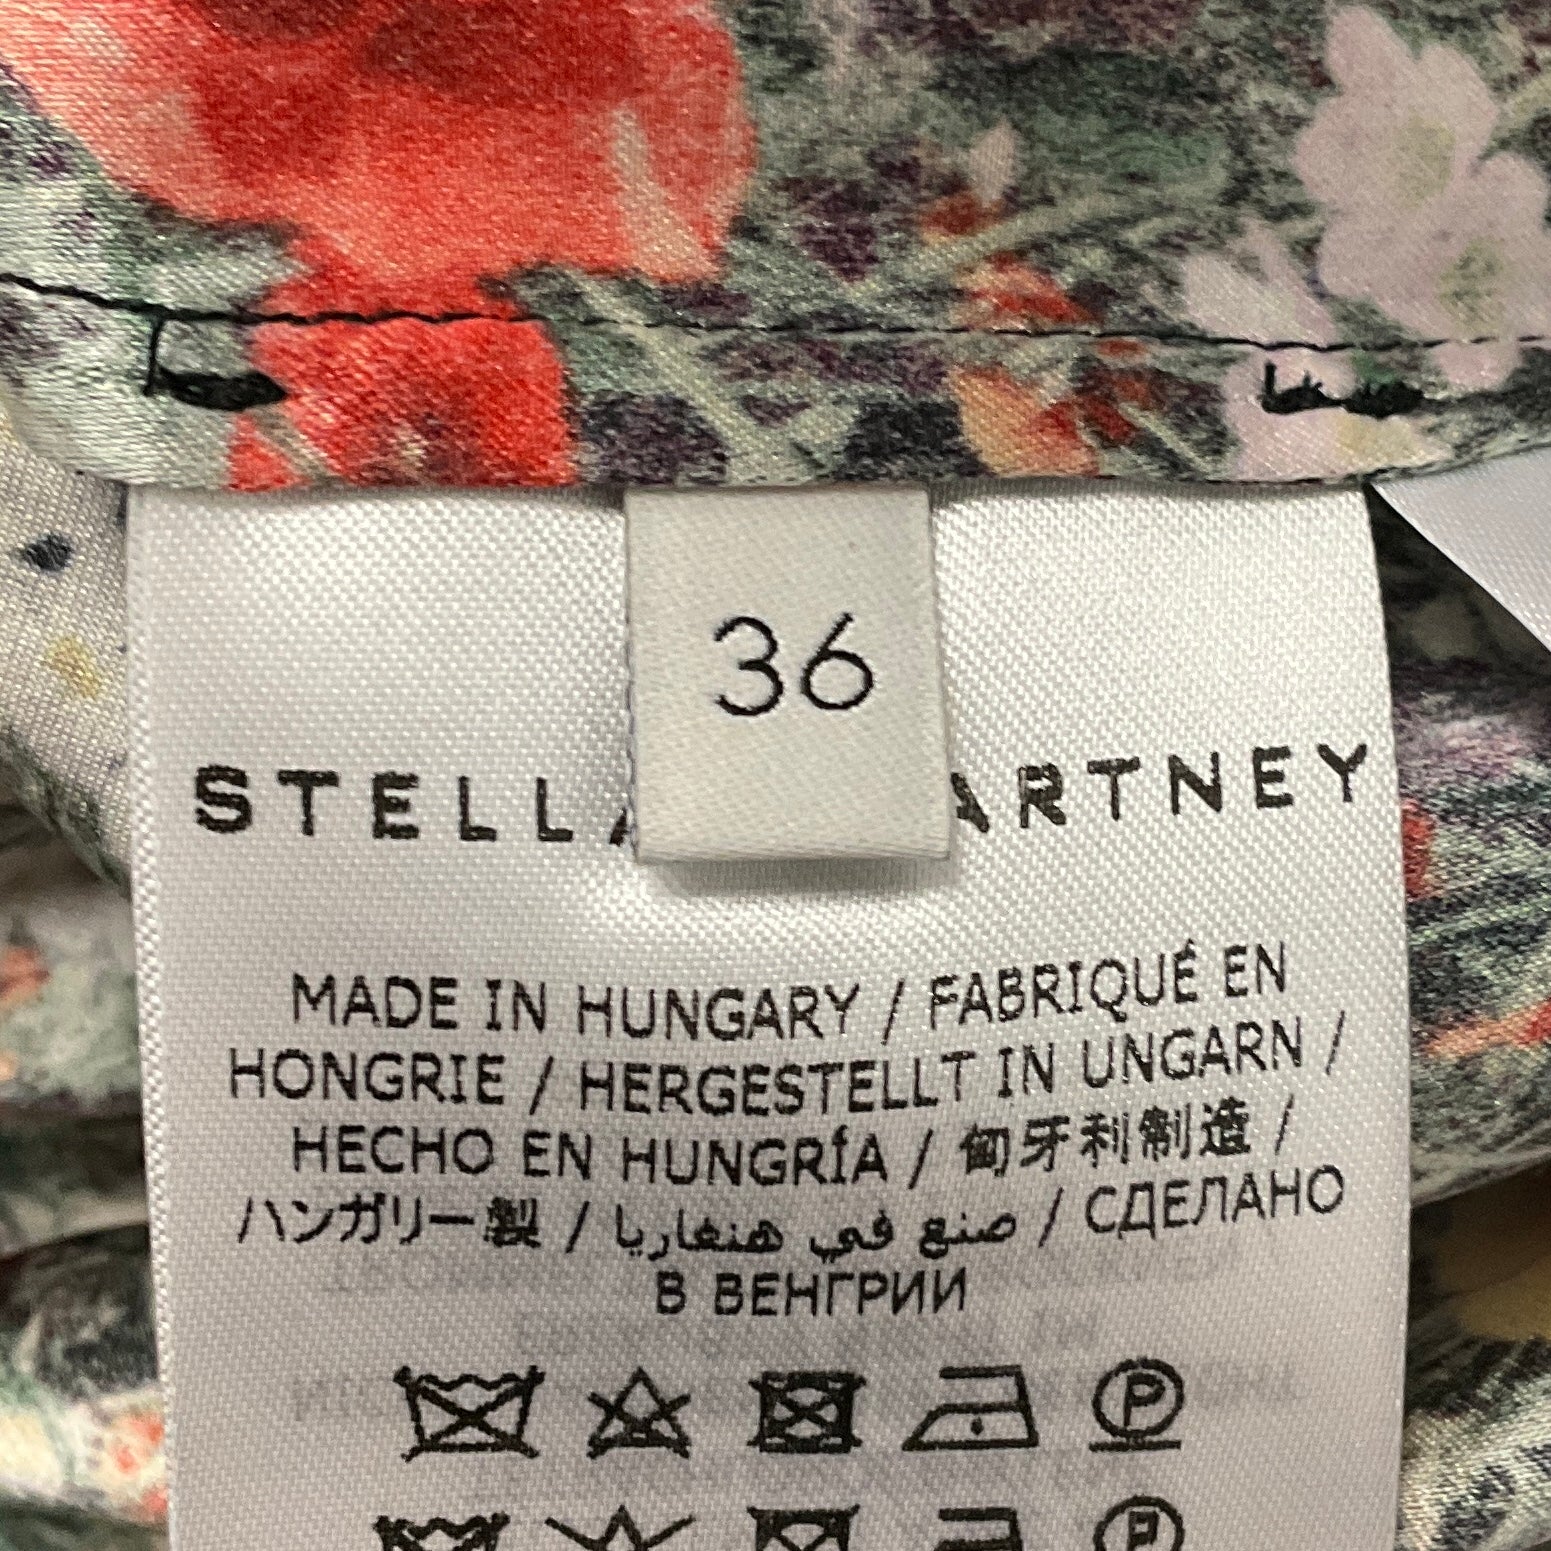 36
STELLA ARTNEY
MADE IN HUNGARY / FABRIQUÉ EN
HONGRIE / HERGESTELLT IN UNGARN /
HECHO EN HUNGRÍA / 匈牙利制造 /
ハンガリー製 / صنع في هنغاريا / СДЕЛАНО
В ВЕНГРИИ
P